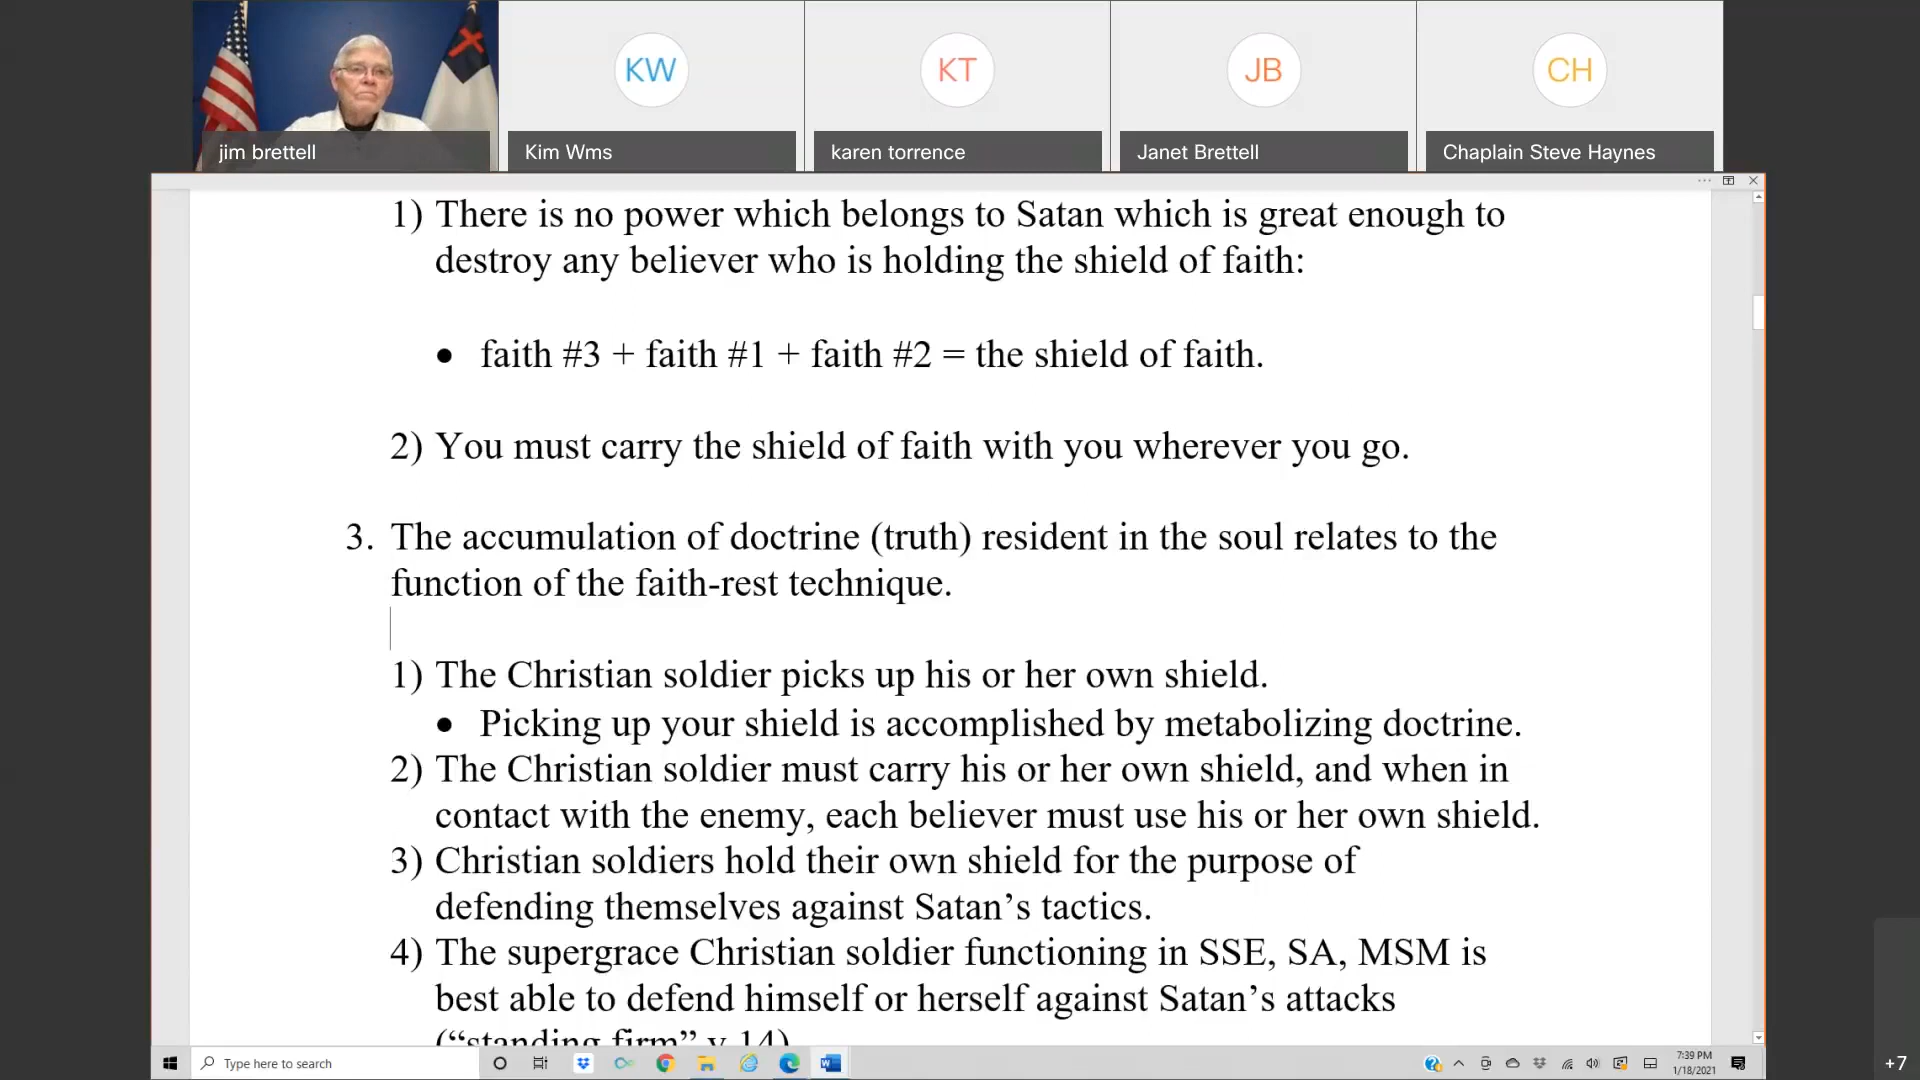 KW
KT
JB
CH
jim brettell
Kim Wms
karen torrence
Janet Brettell
Chaplain Steve Haynes
1) There is no power which belongs to Satan which is great enough to
destroy any believer who is holding the shield of faith:
• faith #3 + faith #1 + faith #2 = the shield of faith.
2) You must carry the shield of faith with you wherever you go.
3. The accumulation of doctrine (truth) resident in the soul relates to the
function of the faith-rest technique.
1) The Christian soldier picks up his or her own shield.
• Picking up your shield is accomplished by metabolizing doctrine.
2) The Christian soldier must carry his or her own shield, and when in
contact with the enemy, each believer must use his or her own shield.
3) Christian soldiers hold their own shield for the purpose of
defending themselves against Satan’s tactics.
4) The supergrace Christian soldier functioning in SSE, SA, MSM is
best able to defend himself or herself against Satan’s attacks
(“standing firm” v 14)
Type here to search
7:39 PM
1/18/2021
+7